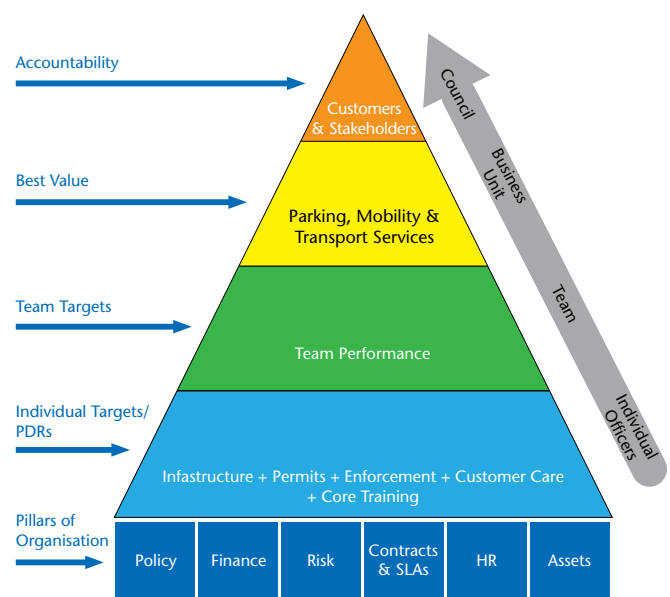 Accountability
Customers
& Stakeholders
Council
Best Value
Business
Unit
Parking, Mobility &
Transport Services
Team Targets
Team
Team Performance
Individual Targets/
PDRs
Individual
Officers
Infastructure + Permits + Enforcement + Customer Care
+ Core Training
Pillars of
Organisation
Policy
Finance
Risk
Contracts
& SLAs
HR
Assets